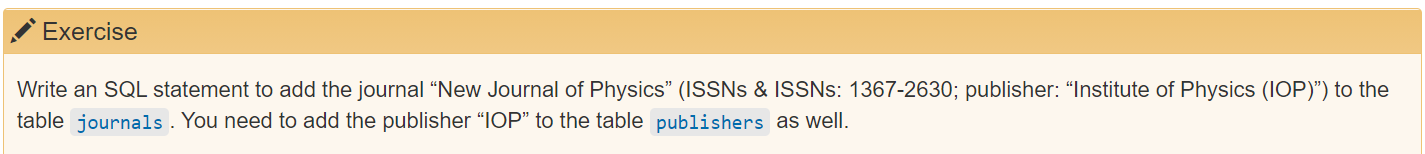 Exercise
Write an SQL statement to add the journal “New Journal of Physics” (ISSNs & ISSNs: 1367-2630; publisher: “Institute of Physics (IOP)”) to the
table journals. You need to add the publisher “IOP” to the table publishers as well.